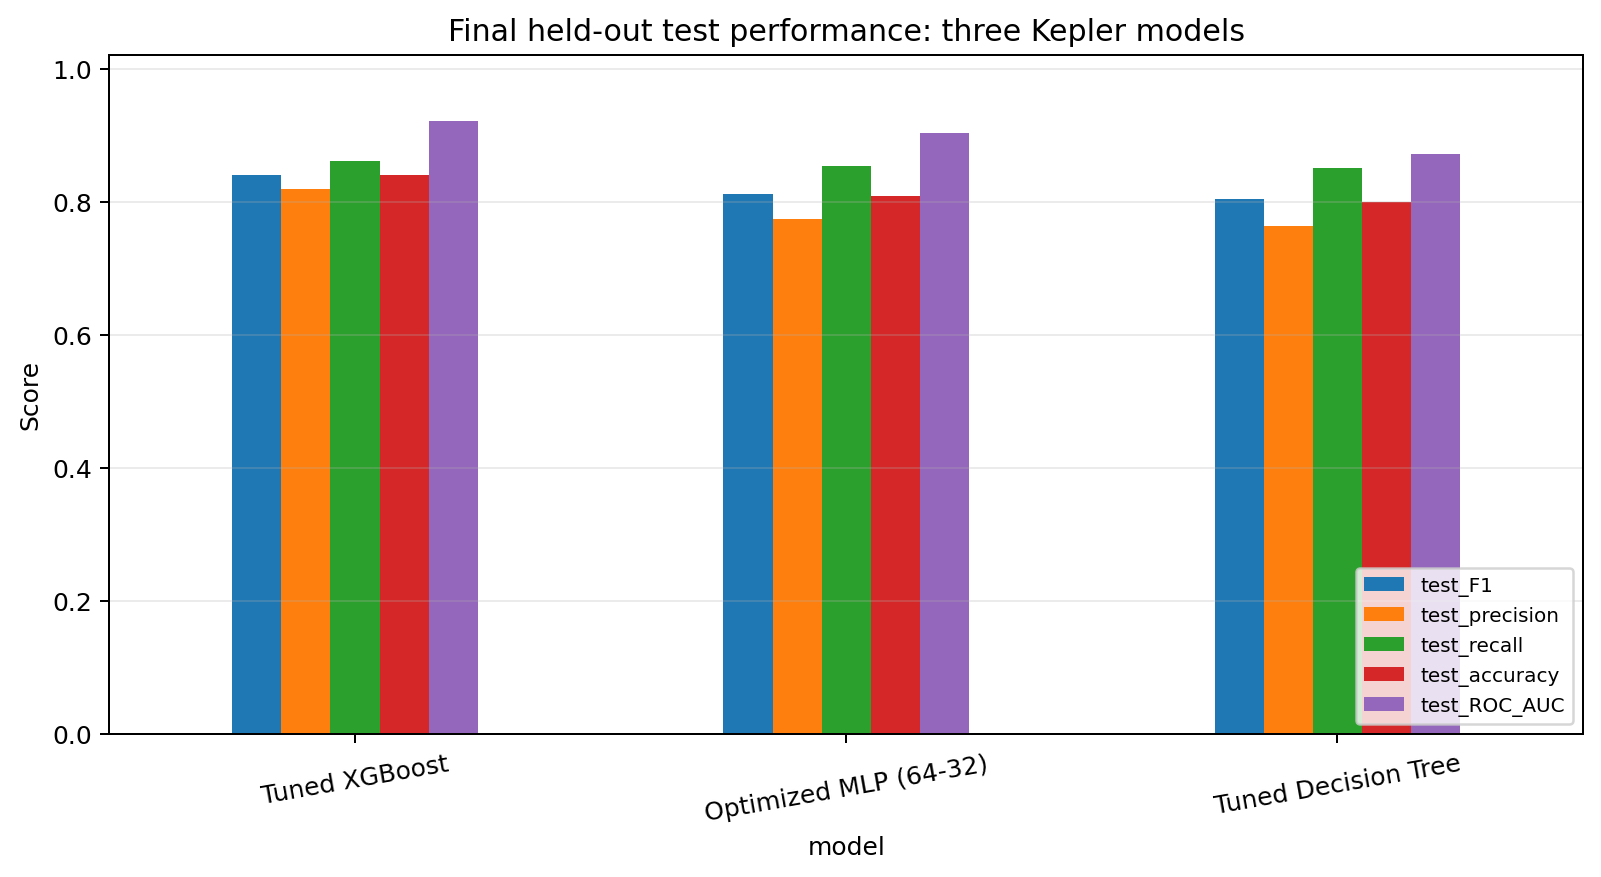 Final held-out test performance: three Kepler models
1.0
0.8
0.6
0.4
0.2
0.0
Score
test_F1
test_precision
test_recall
test_accuracy
test_ROC_AUC
Tuned XGBoost
Optimized MLP (64-32)
Tuned Decision Tree
model